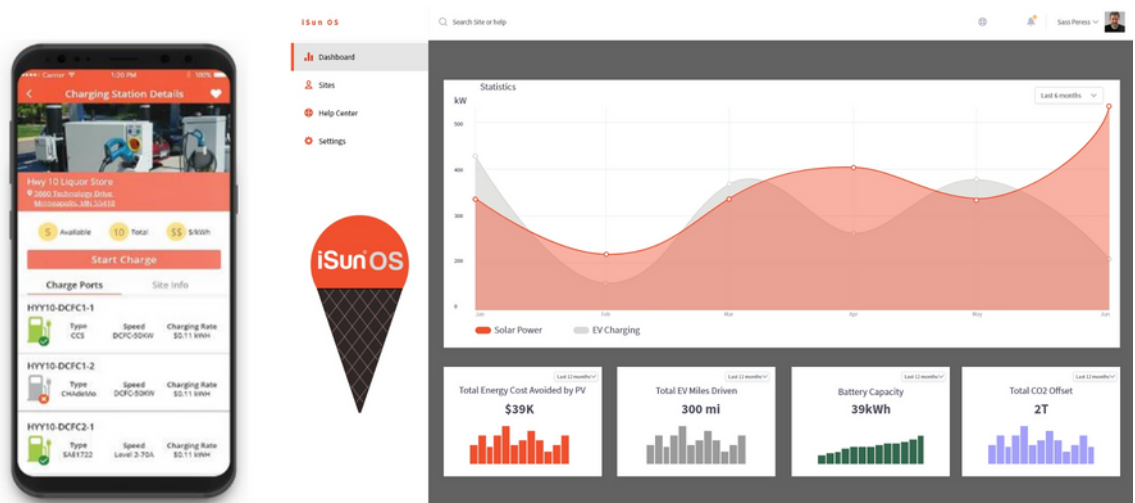 Carrier
1:20 PM
100%
Charging Station Details
Hwy 10 Liquor Store
3660 Technology Drive
Minneapolis, MN 55418
5 Available
10 Total
$$ $/kWh
Start Charge
Charge Ports
Site Info
HYY10-DCFC1-1
Type Speed Charging Rate
CCS DCFC-50KW $0.11 kWH
HYY10-DCFC1-2
Type Speed Charging Rate
CHAdeMo DCFC-50KW $0.11 kWH
HYY10-DCFC2-1
Type Speed Charging Rate
SAE1722 Level 2-70A $0.11 kWH
iSun OS
Dashboard
Sites
Help Center
Settings
iSun OS
Search Site or help
Sass Peress
Statistics
Last 6 months
kW
500
400
300
200
0
Jan Feb Mar Apr May Jun
Solar Power
EV Charging
Last 12 months
Total Energy Cost Avoided by PV
$39K
Last 12 months
Total EV Miles Driven
300 mi
Last 12 months
Battery Capacity
39kWh
Last 12 months
Total CO2 Offset
2T